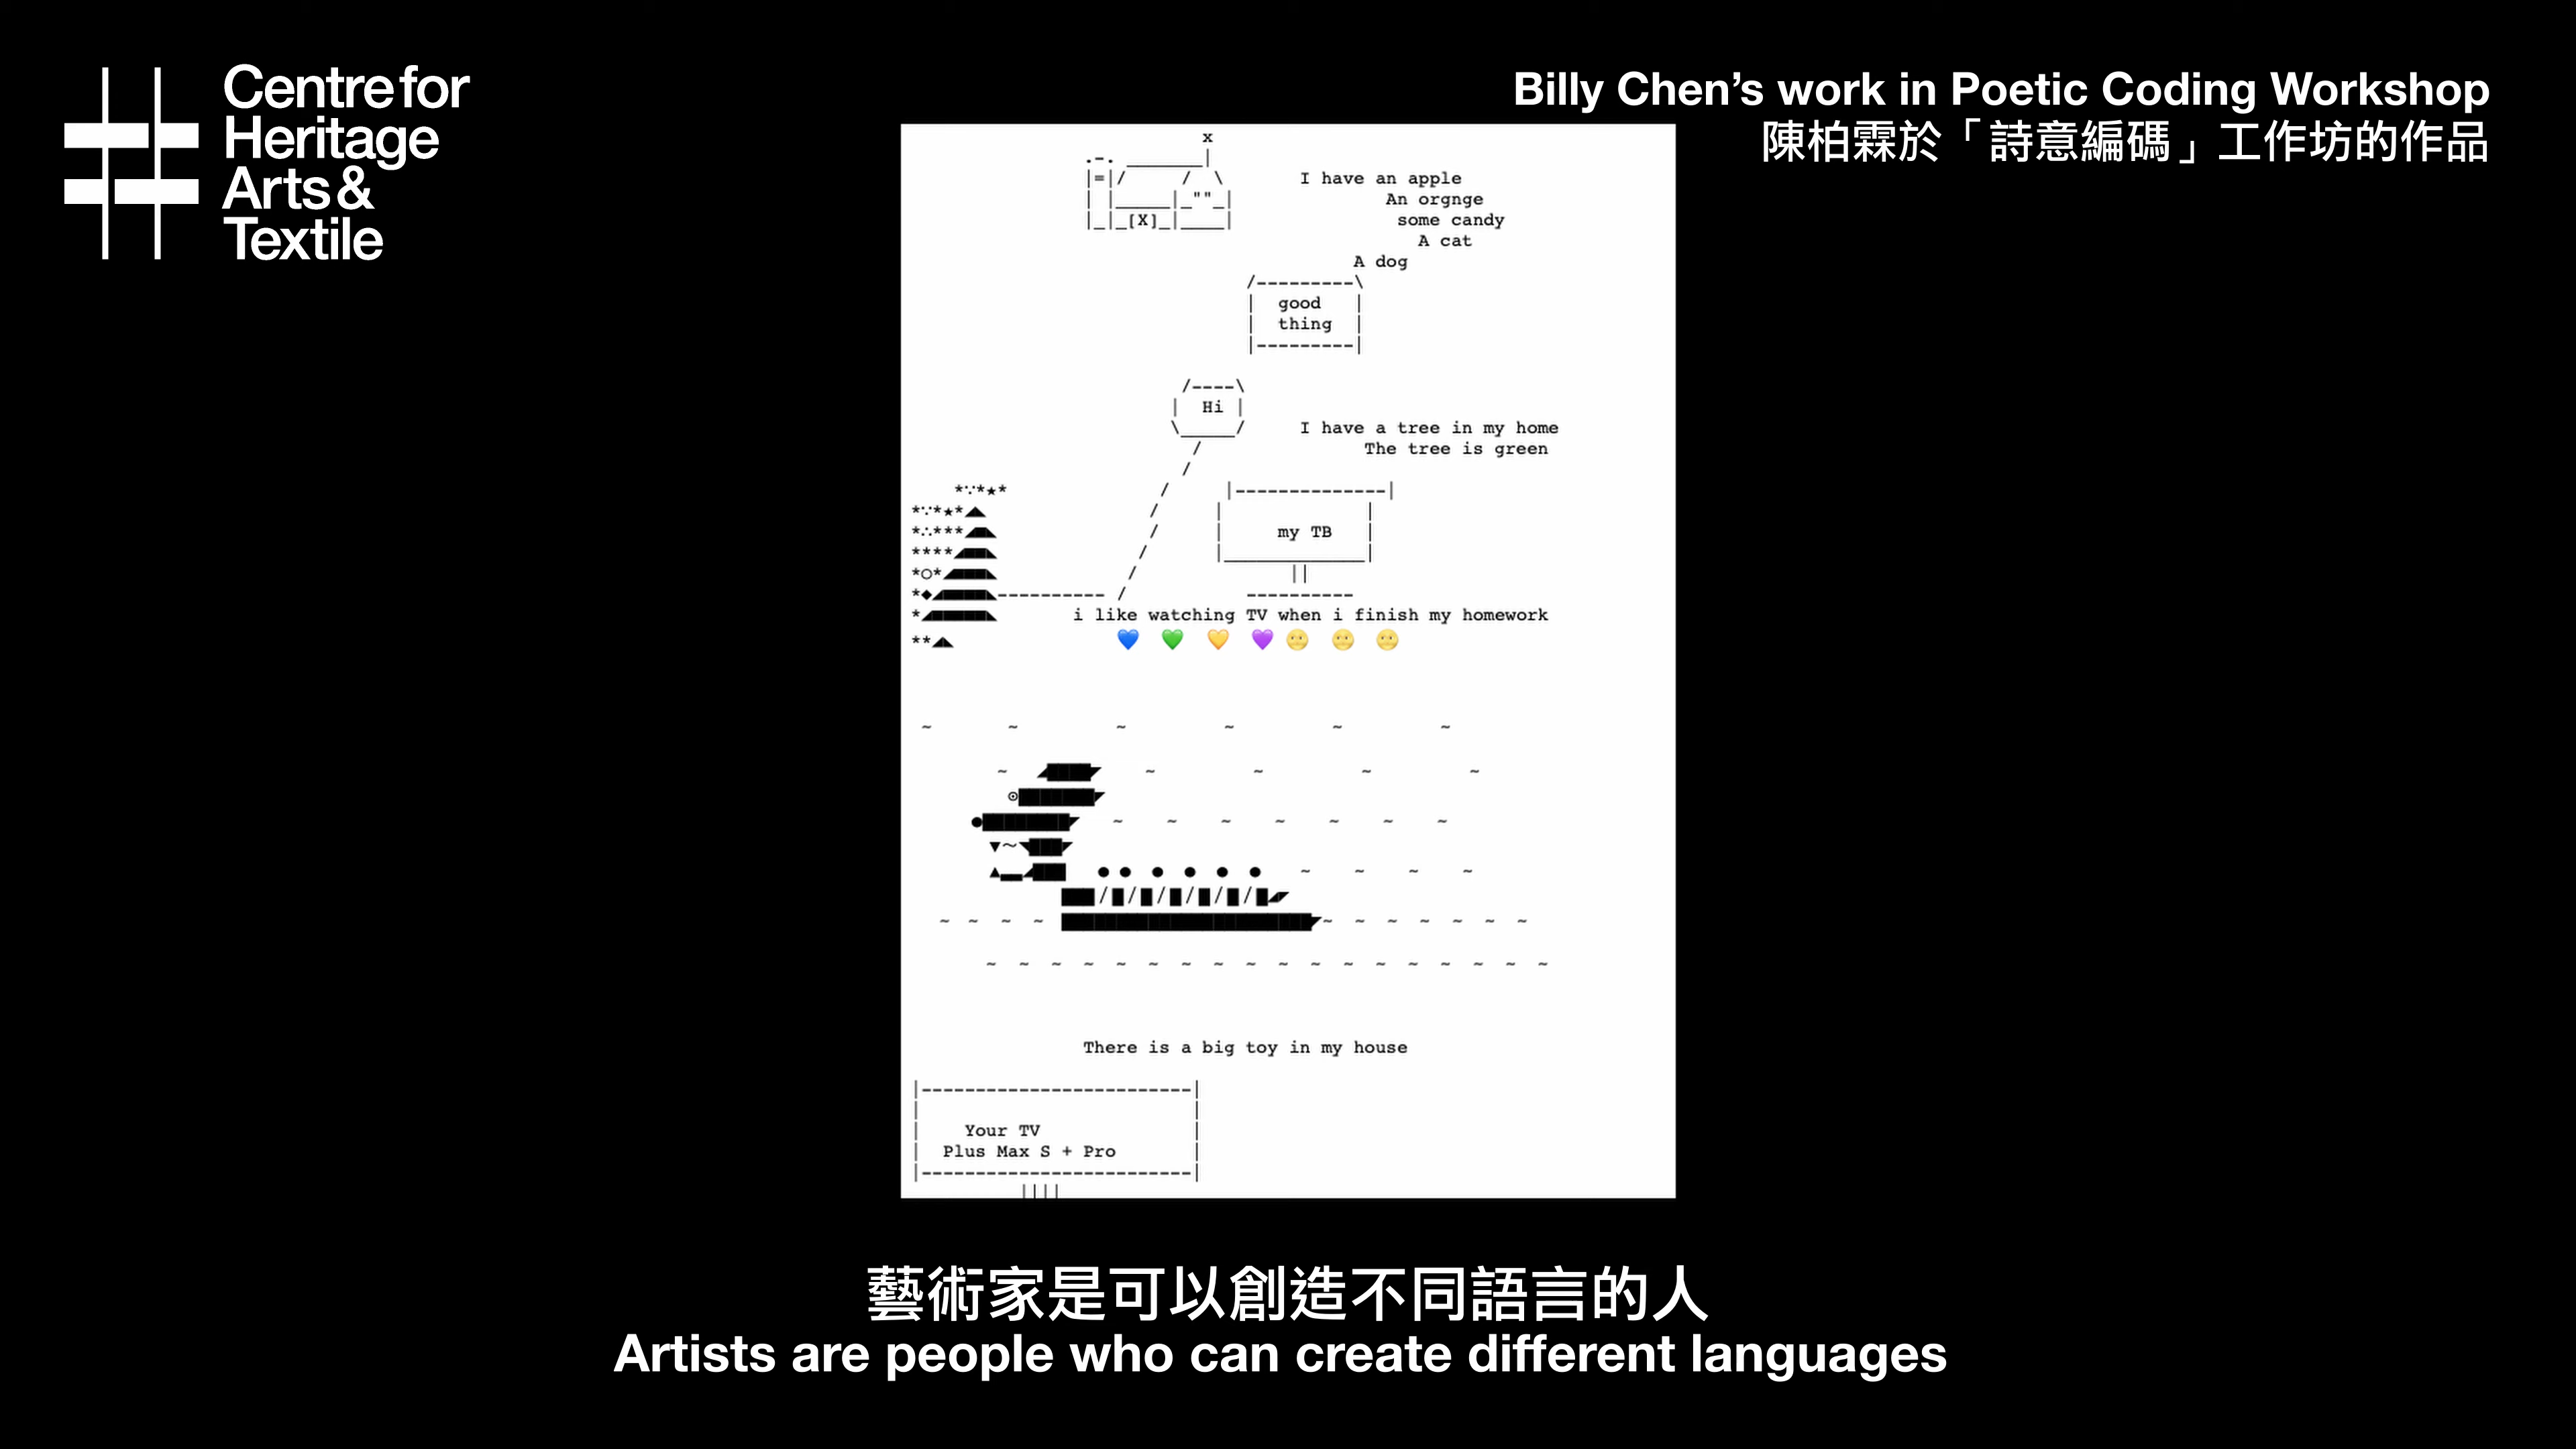 Centre for
Heritage
Arts &
Textile
Billy Chen’s work in Poetic Coding Workshop
陳柏霖於「詩意編碼」工作坊的作品
x
[X]
I have an apple
An orgnge
some candy
A cat
A dog
good
thing
Hi
I have a tree in my home
The tree is green
my TB
i like watching TV when i finish my homework
There is a big toy in my house
Your TV
Plus Max S + Pro
藝術家是可以創造不同語言的人
Artists are people who can create different languages